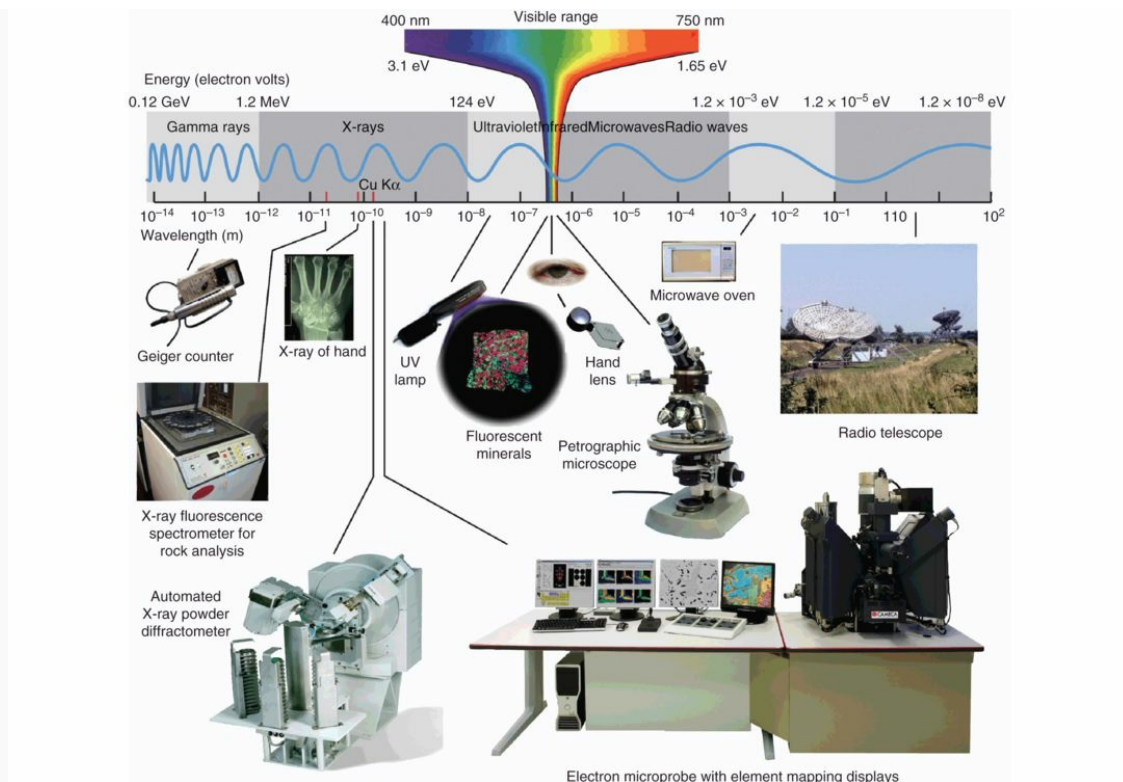 400 nm
Visible range
750 nm
3.1 eV
1.65 eV
Energy (electron volts)
0.12 GeV
1.2 MeV
124 eV
1.2 × 10⁻³ eV
1.2 × 10⁻⁵ eV
1.2 × 10⁻⁸ eV
Gamma rays
X-rays
Ultraviolet
Infrared
Microwaves
Radio waves
Cu Kα
10⁻¹⁴
10⁻¹³
10⁻¹²
10⁻¹¹
10⁻¹⁰
10⁻⁹
10⁻⁸
10⁻⁷
10⁻⁶
10⁻⁵
10⁻⁴
10⁻³
10⁻²
10⁻¹
110
10²
Wavelength (m)
Geiger counter
X-ray of hand
UV
lamp
Fluorescent
minerals
Hand
lens
Petrographic
microscope
Microwave oven
Radio telescope
X-ray fluorescence
spectrometer for
rock analysis
Automated
X-ray powder
diffractometer
CAMECA
Electron microprobe with element mapping displays